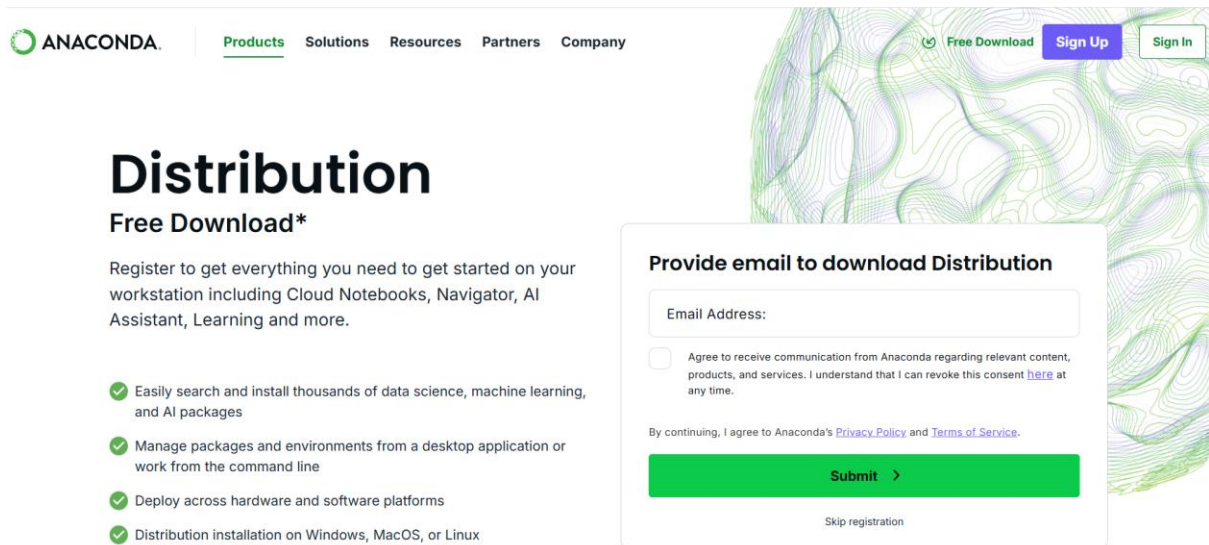 ANACONDA.
Products Solutions Resources Partners Company
Free Download Sign Up Sign In
Distribution
Free Download*
Register to get everything you need to get started on your
workstation including Cloud Notebooks, Navigator, AI
Assistant, Learning and more.
Easily search and install thousands of data science, machine learning,
and AI packages
Manage packages and environments from a desktop application or
work from the command line
Deploy across hardware and software platforms
Distribution installation on Windows, MacOS, or Linux
Provide email to download Distribution
Email Address:
Agree to receive communication from Anaconda regarding relevant content,
products, and services. I understand that I can revoke this consent here at
any time.
By continuing, I agree to Anaconda's Privacy Policy and Terms of Service.
Submit
Skip registration